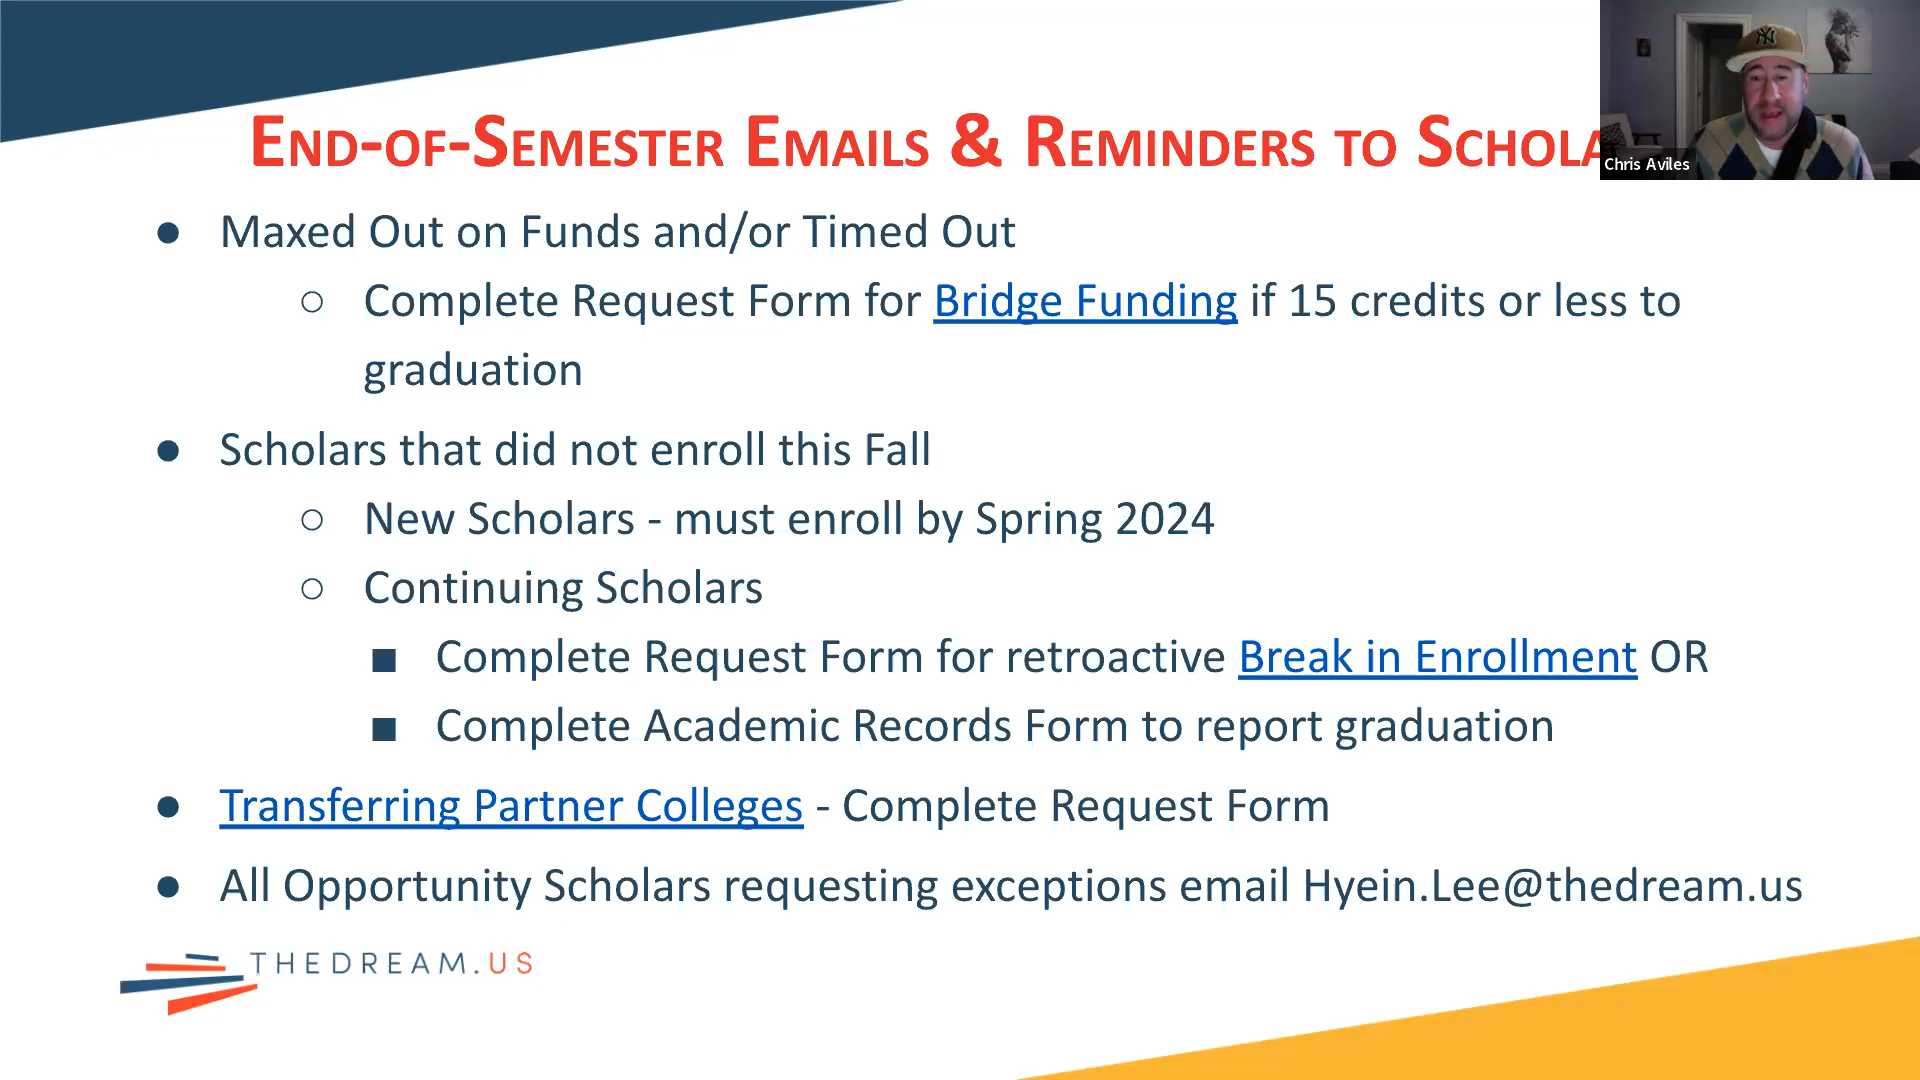 END-OF-SEMESTER EMAILS & REMINDERS TO
Chris Aviles
● Maxed Out on Funds and/or Timed Out
○ Complete Request Form for Bridge Funding if 15 credits or less to
graduation
● Scholars that did not enroll this Fall
○ New Scholars - must enroll by Spring 2024
○ Continuing Scholars
■ Complete Request Form for retroactive Break in Enrollment OR
■ Complete Academic Records Form to report graduation
● Transferring Partner Colleges - Complete Request Form
● All Opportunity Scholars requesting exceptions email Hyein.Lee@thedream.us
THEDREAM.US